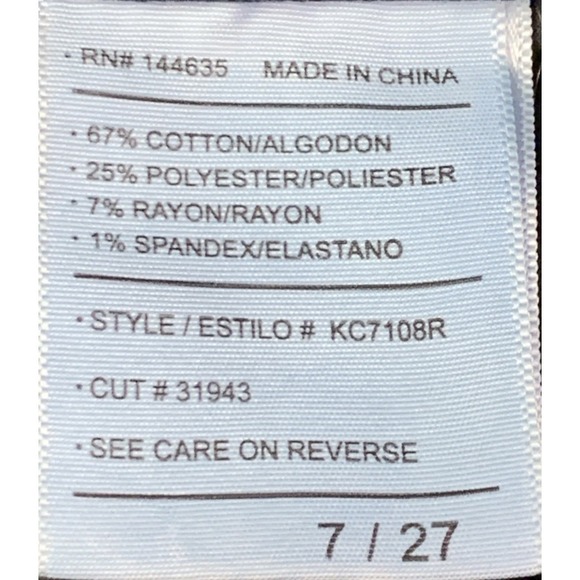 · RN# 144635 MADE IN CHINA
· 67% COTTON/ALGODON
· 25% POLYESTER/POLIESTER
· 7% RAYON/RAYON
· 1% SPANDEX/ELASTANO
· STYLE / ESTILO # KC7108R
· CUT # 31943
· SEE CARE ON REVERSE
7 / 27